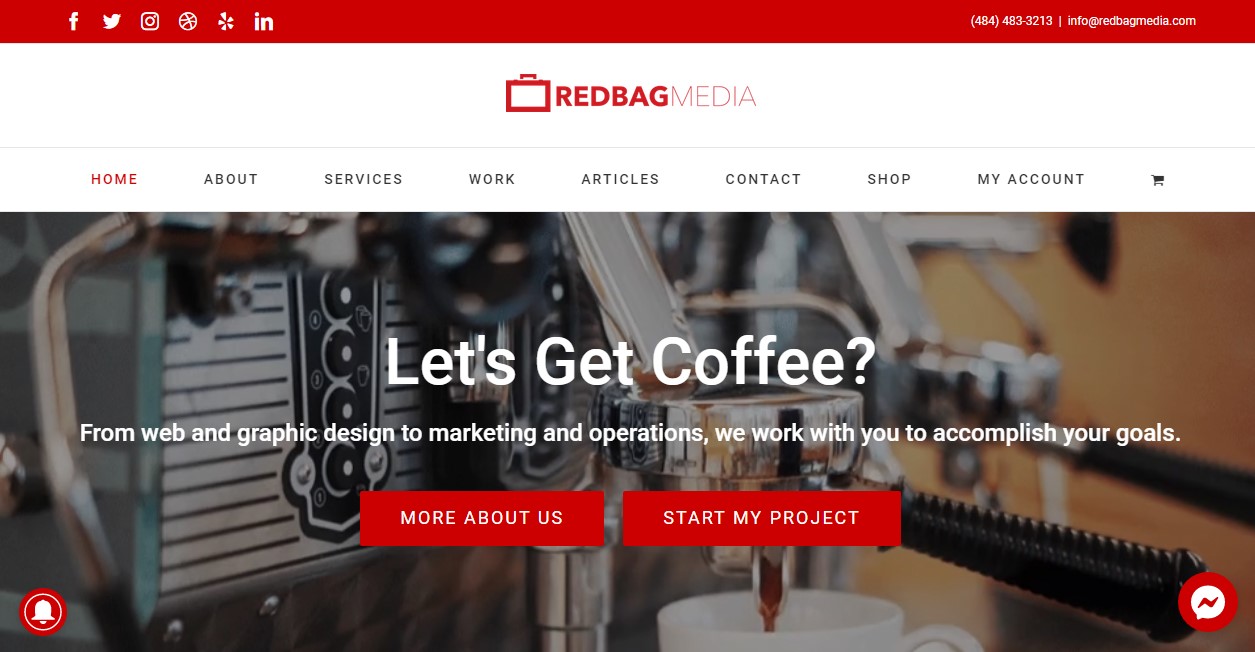 (484) 483-3213 | info@redbagmedia.com
REDBAGMEDIA
HOME ABOUT SERVICES WORK ARTICLES CONTACT SHOP MY ACCOUNT
Let's Get Coffee?
From web and graphic design to marketing and operations, we work with you to accomplish your goals.
MORE ABOUT US START MY PROJECT